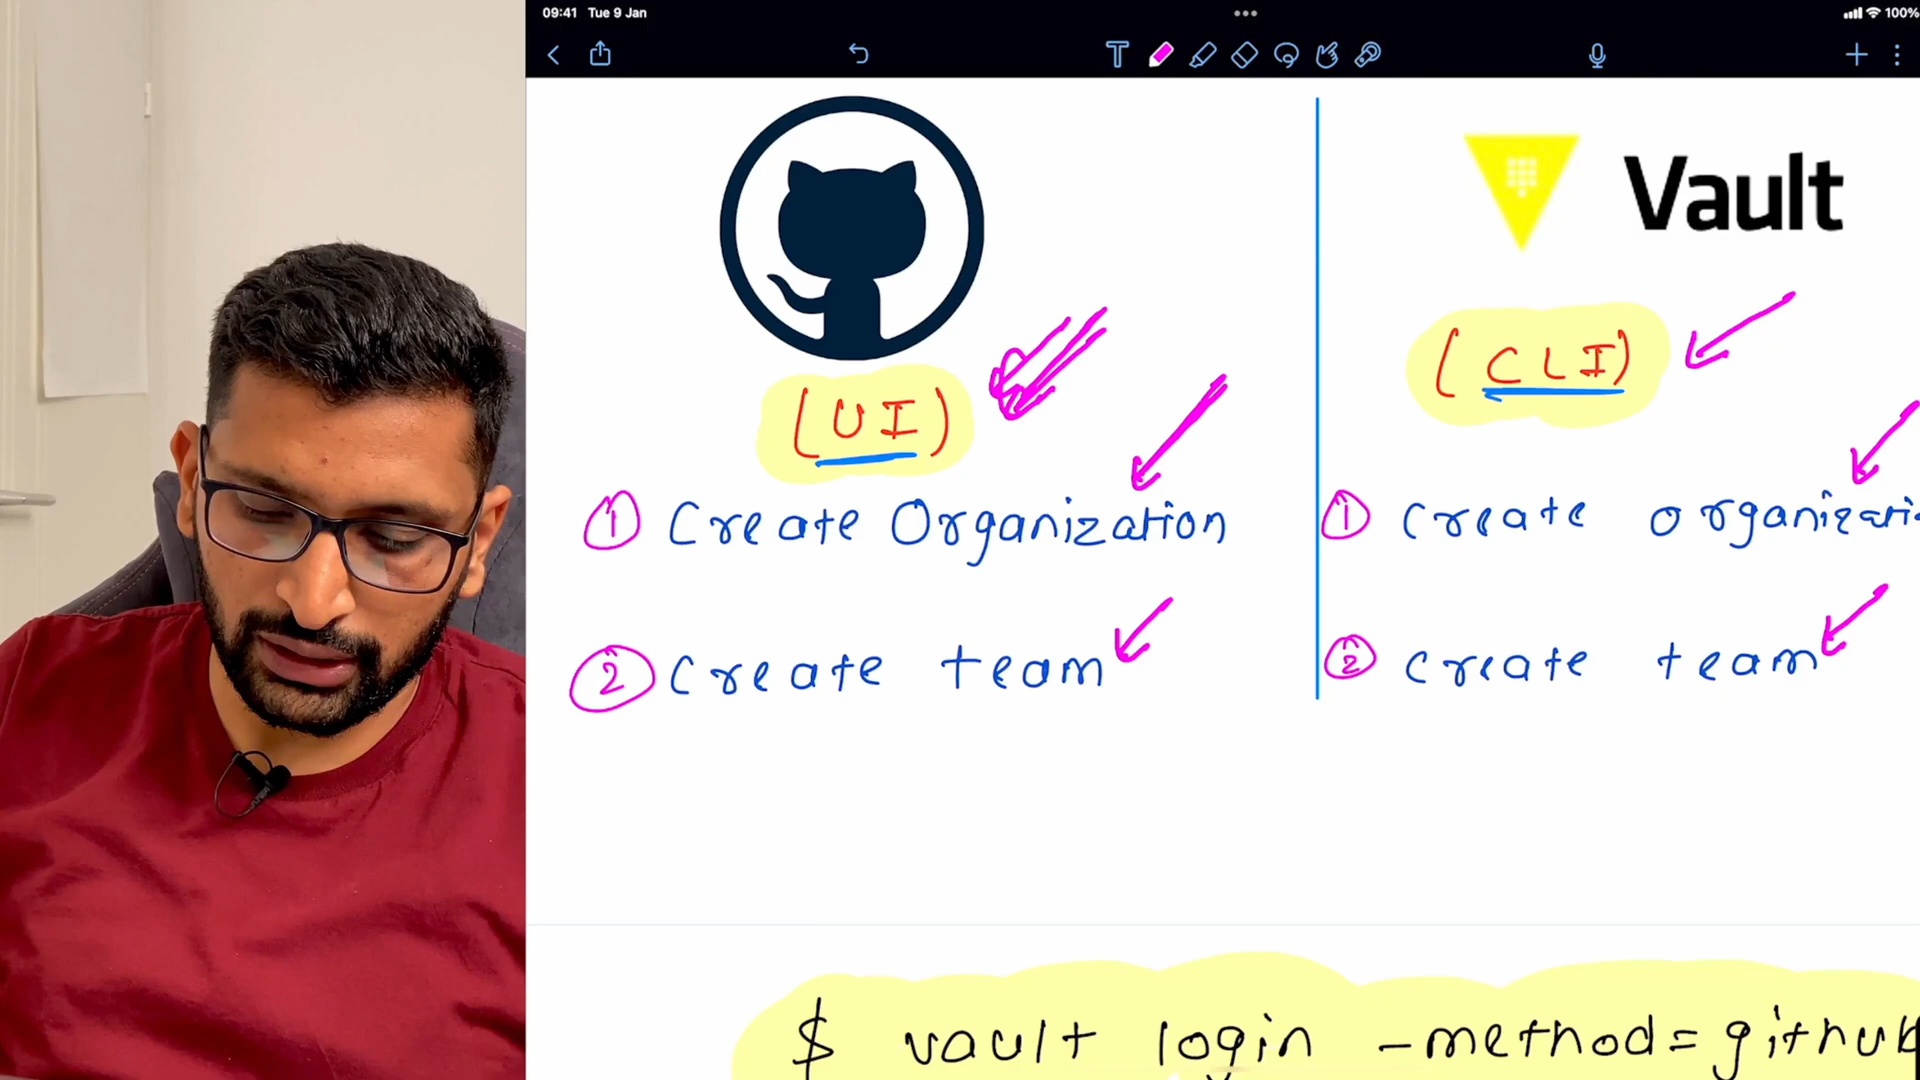 09:41 Tue 9 Jan
100%
Vault
(UI)
(CLI)
1 Create Organization
1 Create
2 Create team
2 Create team
$ vault login -method=github